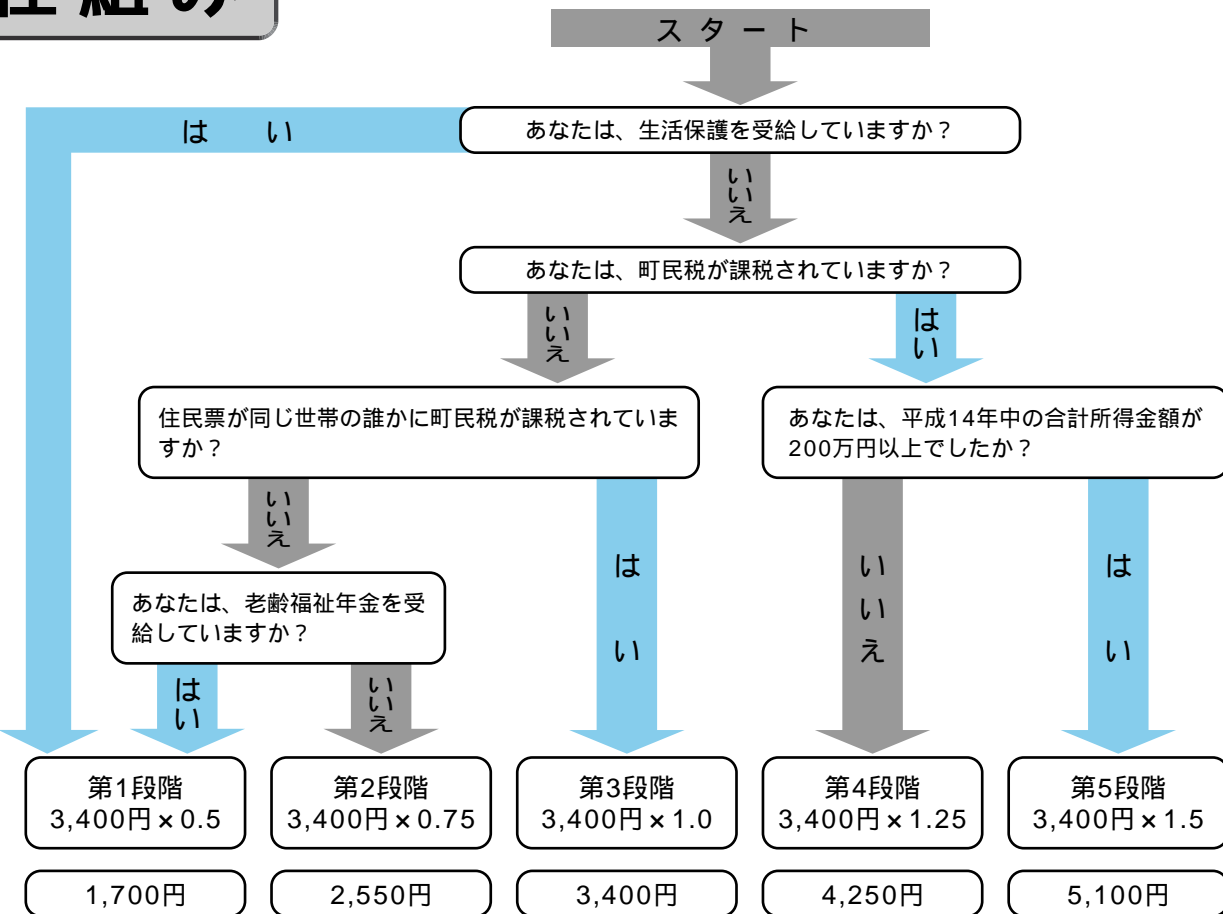 仕組み
スタート
はい
あなたは、生活保護を受給していますか？
いいえ
あなたは、町民税が課税されていますか？
いいえ
はい
住民票が同じ世帯の誰かに町民税が課税されていま
すか？
あなたは、平成14年中の合計所得金額が
200万円以上でしたか？
いいえ
はい
いいえ
はい
あなたは、老齢福祉年金を受
給していますか？
はい
いいえ
第1段階
3,400円×0.5
第2段階
3,400円×0.75
第3段階
3,400円×1.0
第4段階
3,400円×1.25
第5段階
3,400円×1.5
1,700円
2,550円
3,400円
4,250円
5,100円